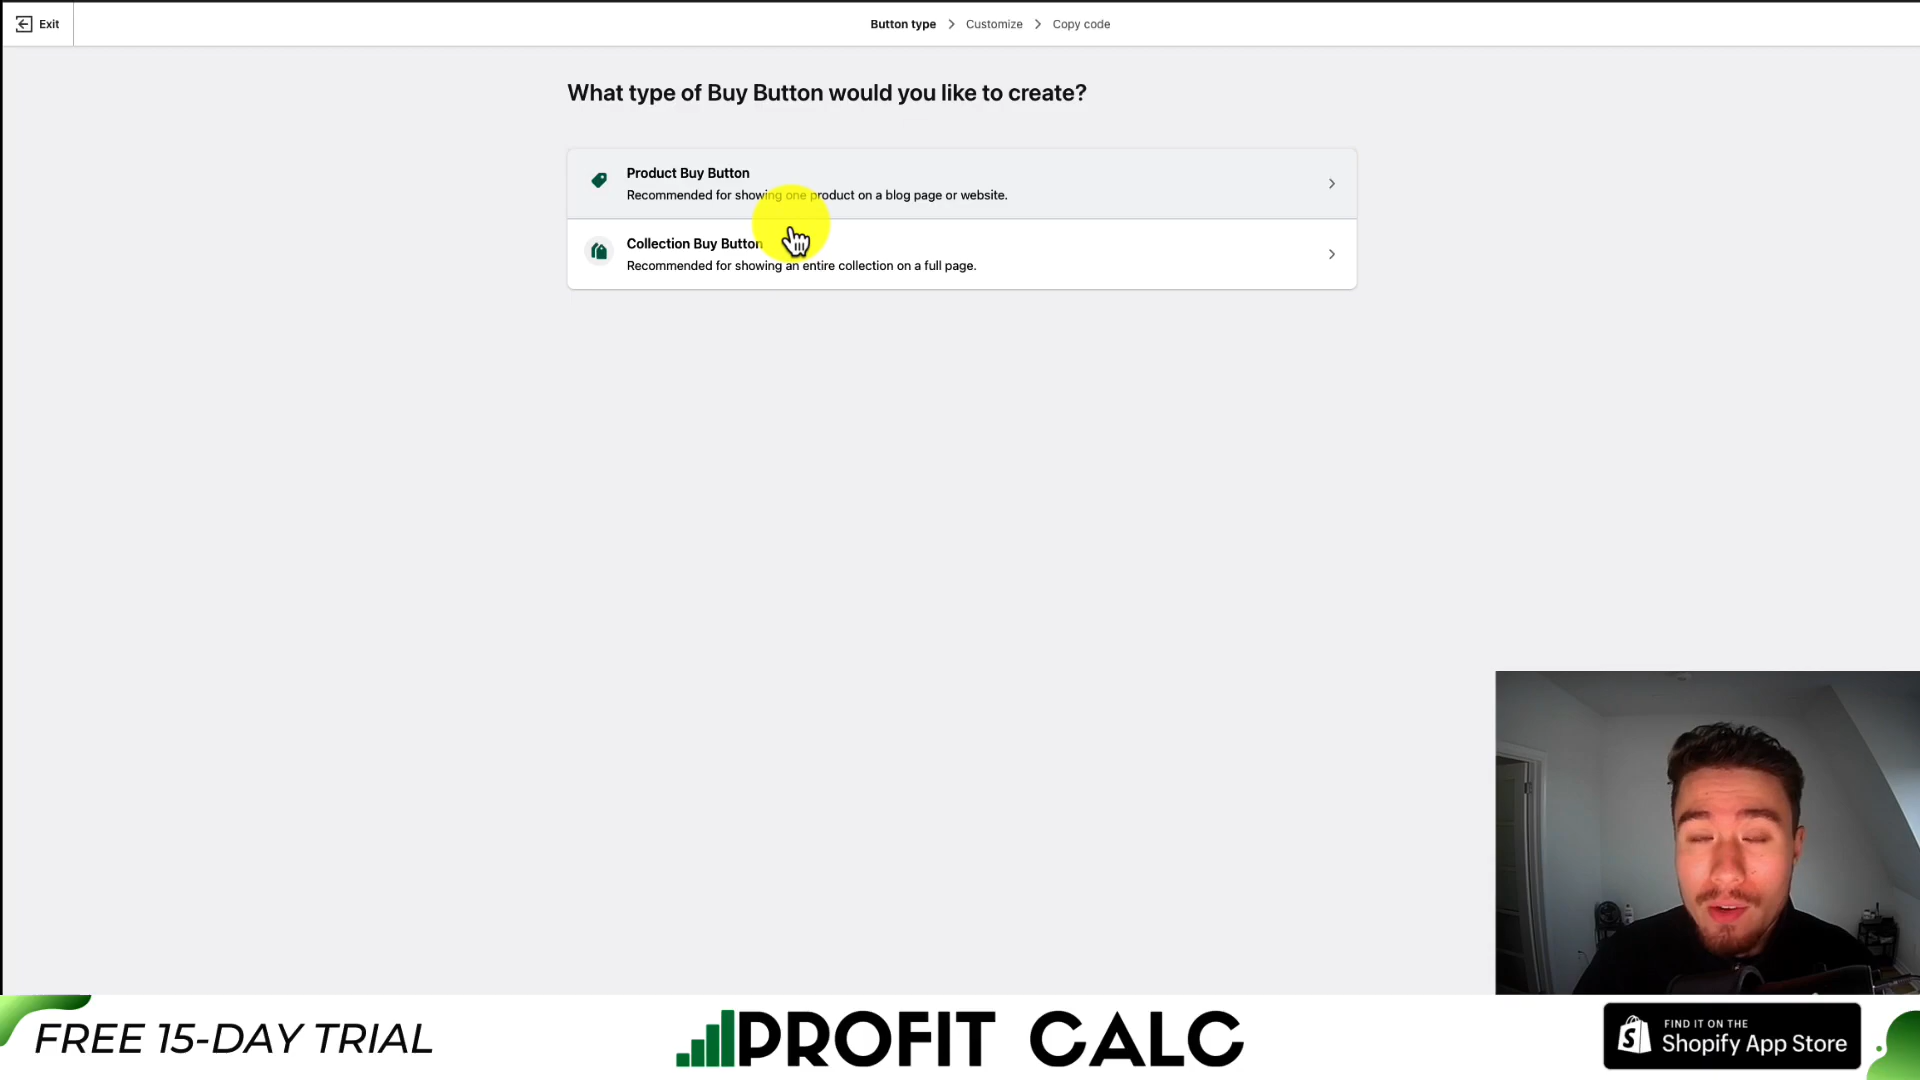 Exit
Button type
Customize
Copy code
What type of Buy Button would you like to create?
Product Buy Button
Recommended for showing one product on a blog page or website.
Collection Buy Button
Recommended for showing an entire collection on a full page.
FREE 15-DAY TRIAL
PROFIT CALC
FIND IT ON THE
Shopify App Store